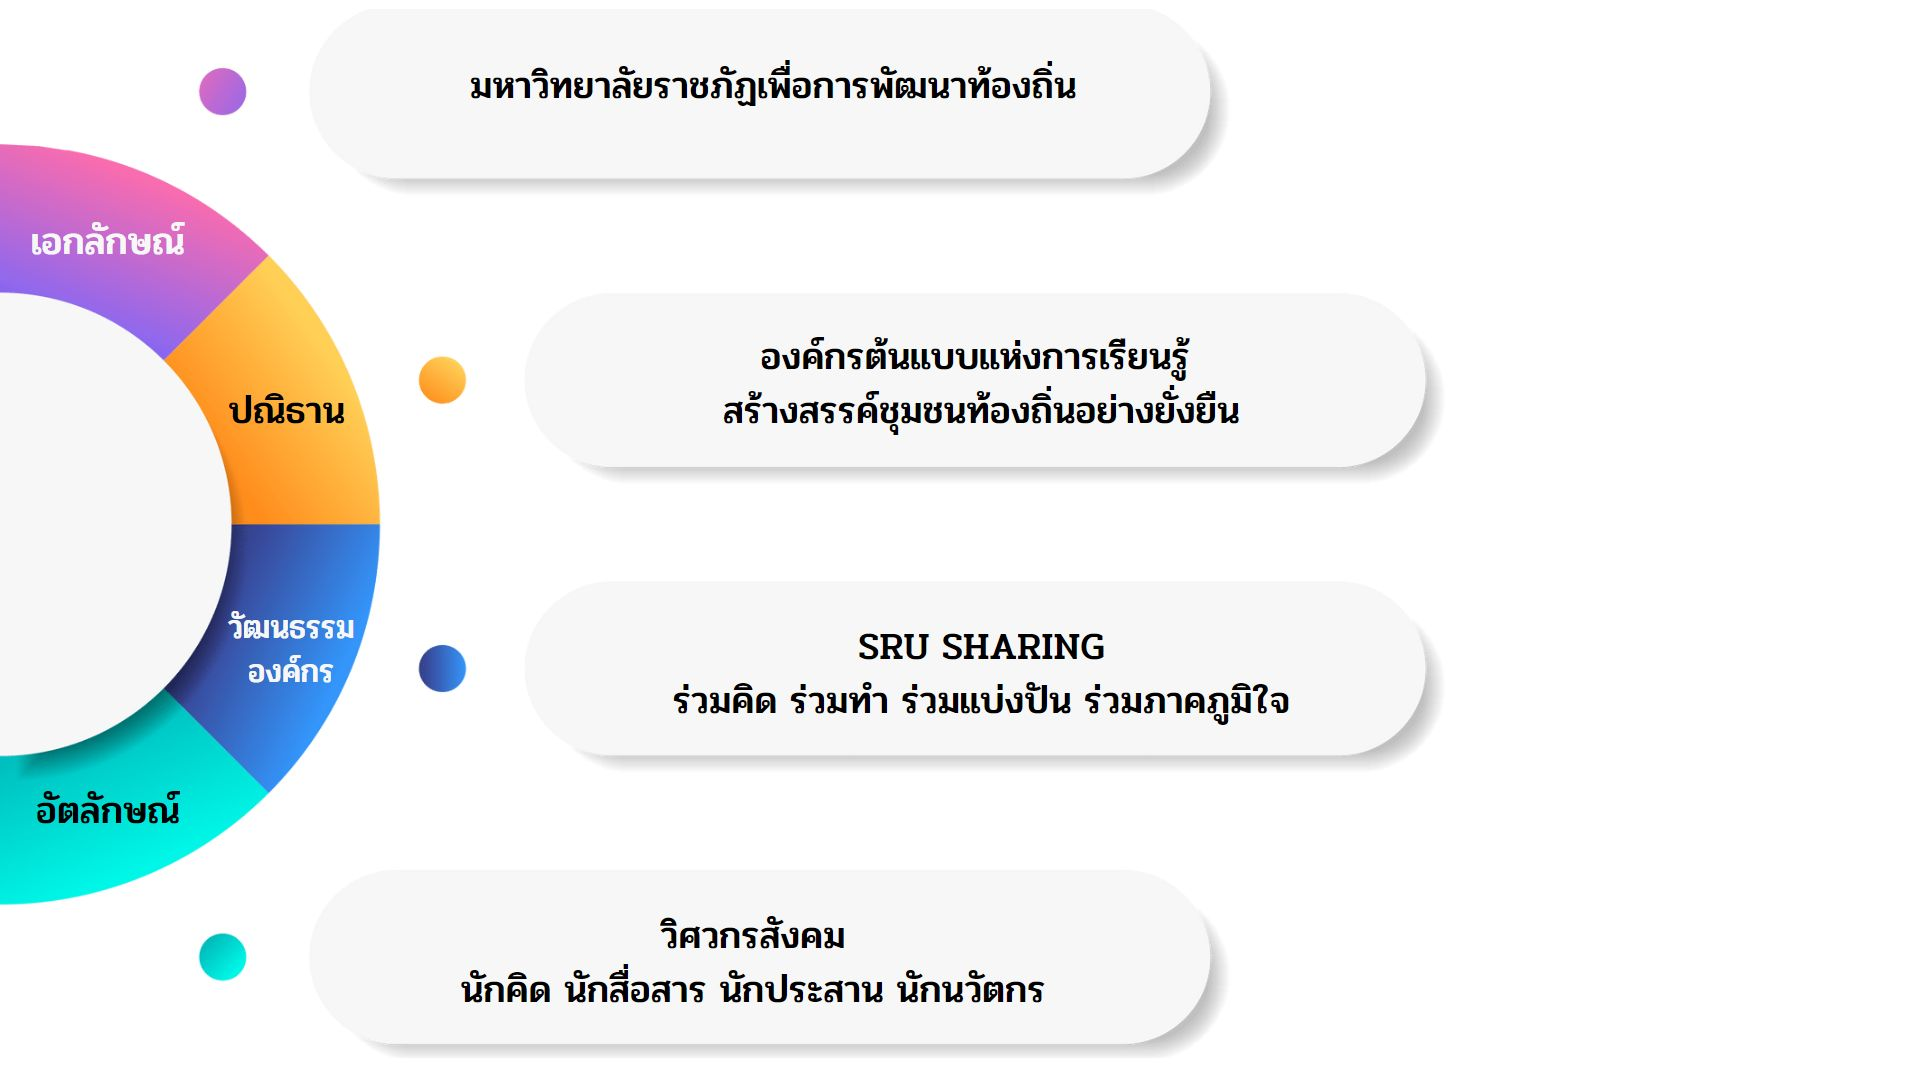 มหาวิทยาลัยราชภัฏเพื่อการพัฒนาท้องถิ่น
เอกลักษณ์
องค์กรต้นแบบแห่งการเรียนรู้
สร้างสรรค์ชุมชนท้องถิ่นอย่างยั่งยืน
ปณิธาน
SRU SHARING
ร่วมคิด ร่วมทำ ร่วมแบ่งปัน ร่วมภาคภูมิใจ
วัฒนธรรม
องค์กร
อัตลักษณ์
วิศวกรสังคม
นักคิด นักสื่อสาร นักประสาน นักนวัตกร